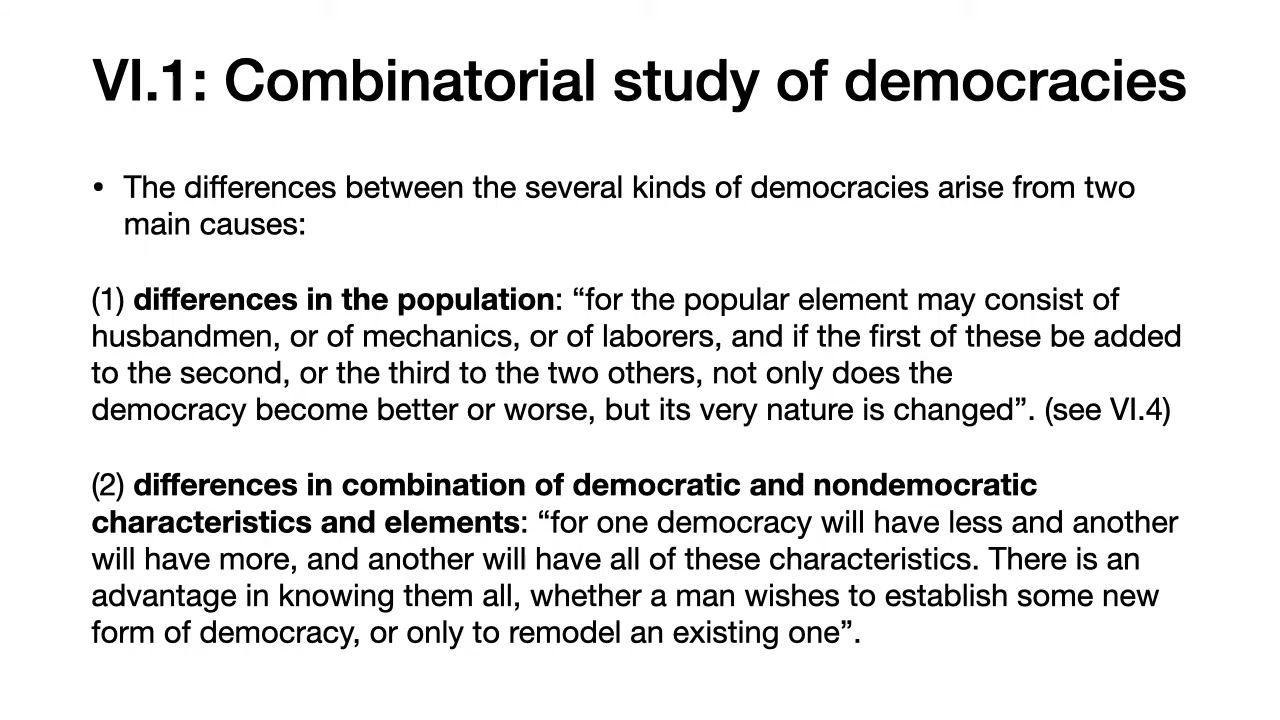 VI.1: Combinatorial study of democracies
• The differences between the several kinds of democracies arise from two
main causes:
(1) differences in the population: “for the popular element may consist of
husbandmen, or of mechanics, or of laborers, and if the first of these be added
to the second, or the third to the two others, not only does the
democracy become better or worse, but its very nature is changed”. (see VI.4)
(2) differences in combination of democratic and nondemocratic
characteristics and elements: “for one democracy will have less and another
will have more, and another will have all of these characteristics. There is an
advantage in knowing them all, whether a man wishes to establish some new
form of democracy, or only to remodel an existing one”.